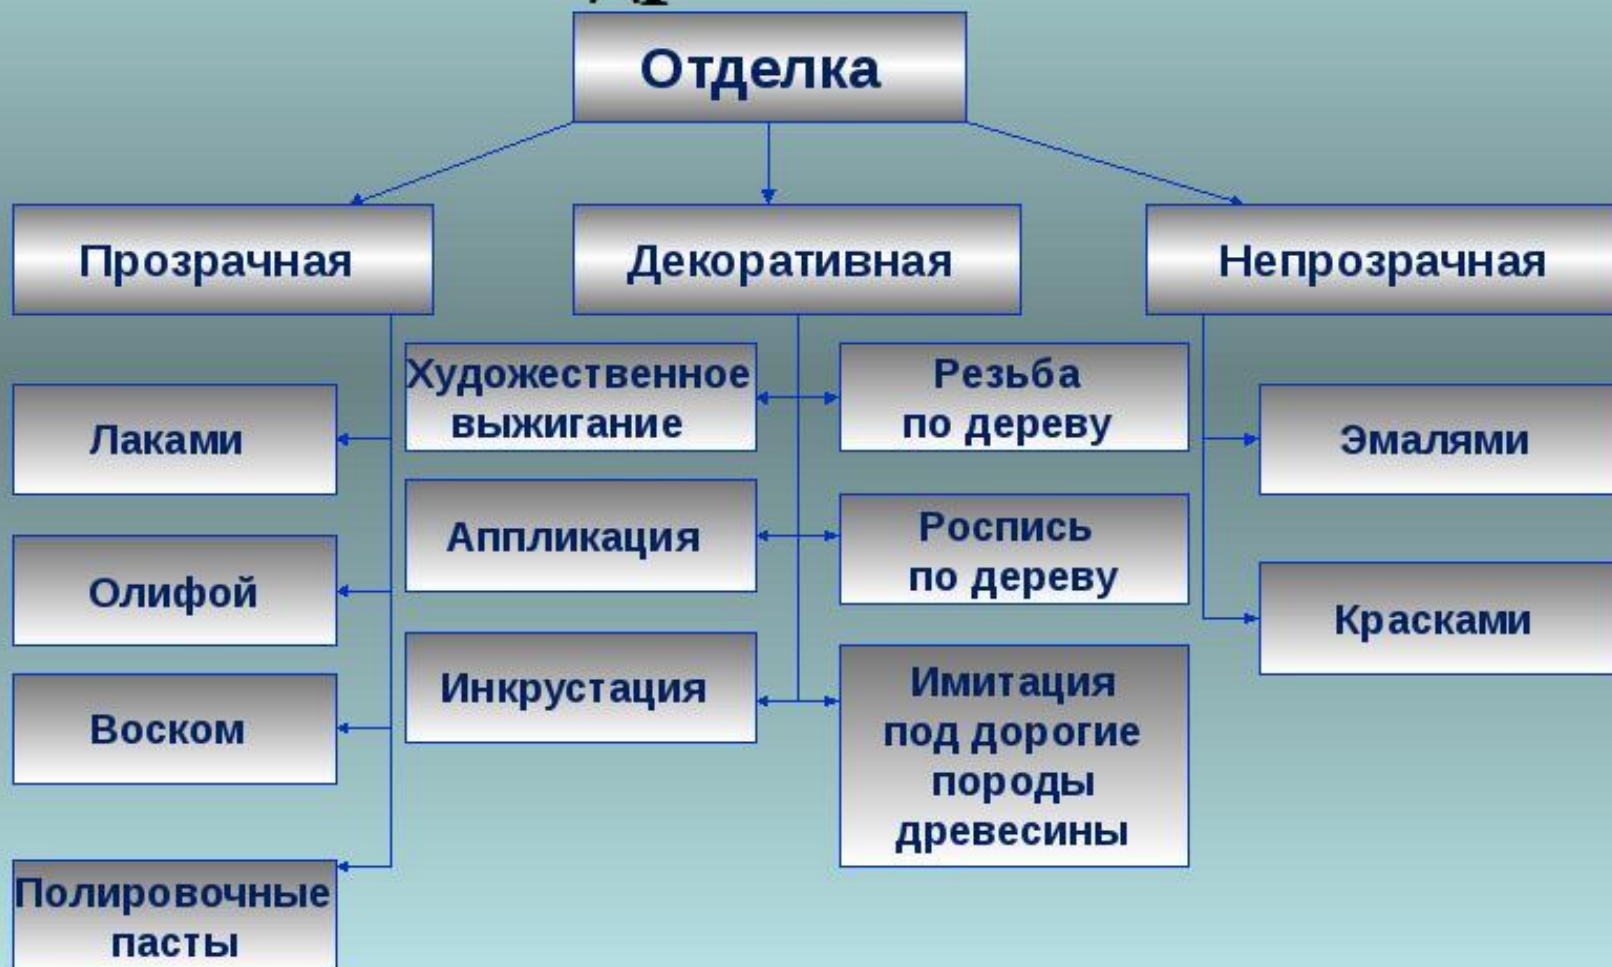 Отделка
Прозрачная
Декоративная
Непрозрачная
Лаками
Олифой
Воском
Полировочные
пасты
Художественное
выжигание
Аппликация
Инкрустация
Резьба
по дереву
Роспись
по дереву
Имитация
под дорогие
породы
древесины
Эмалями
Красками